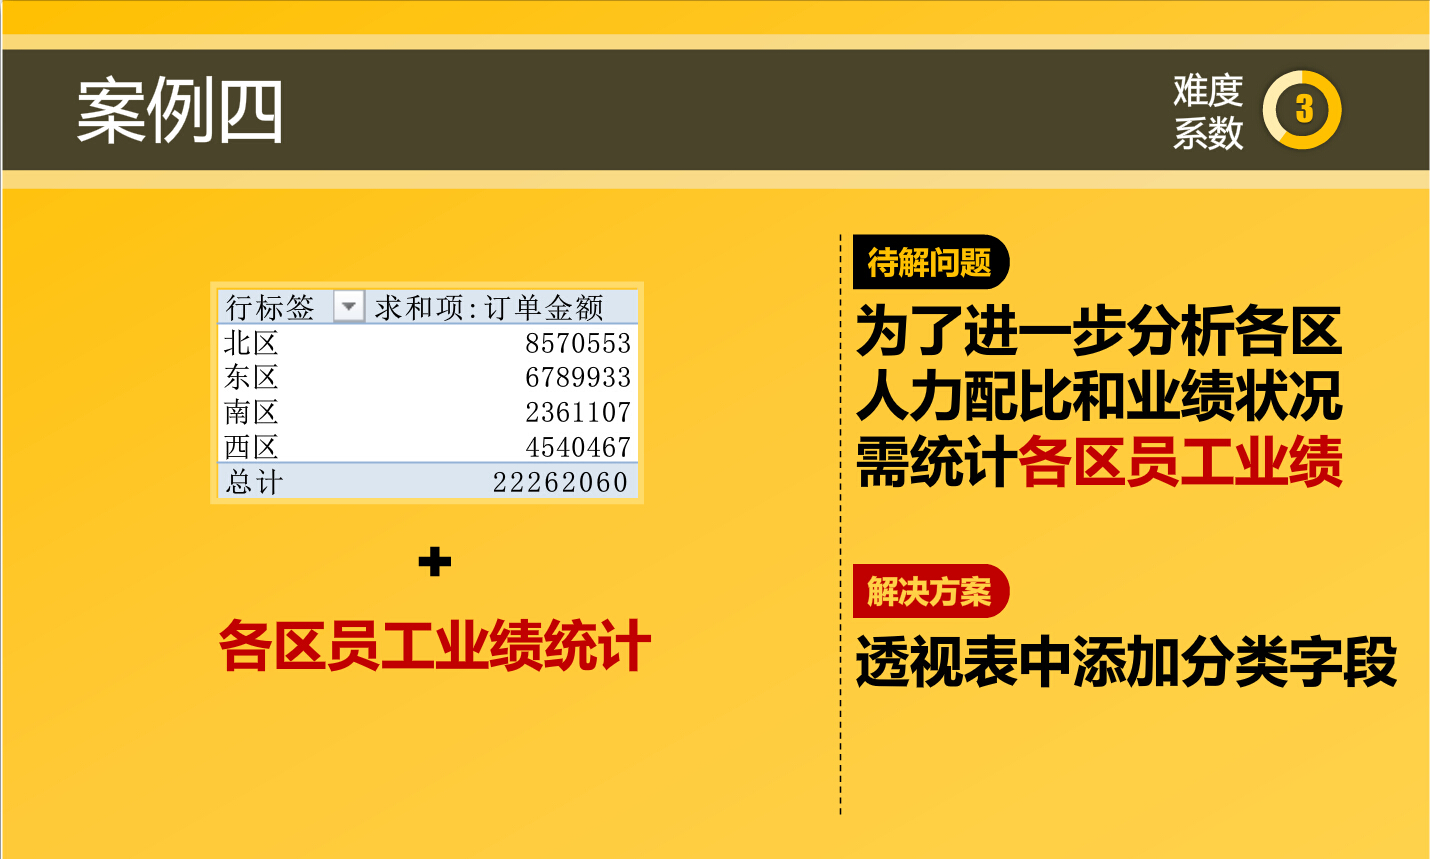 案例四
难度
系数
3
行标签 求和项:订单金额
北区 8570553
东区 6789933
南区 2361107
西区 4540467
总计 22262060
各区员工业绩统计
待解问题
为了进一步分析各区
人力配比和业绩状况
需统计各区员工业绩
解决方案
透视表中添加分类字段